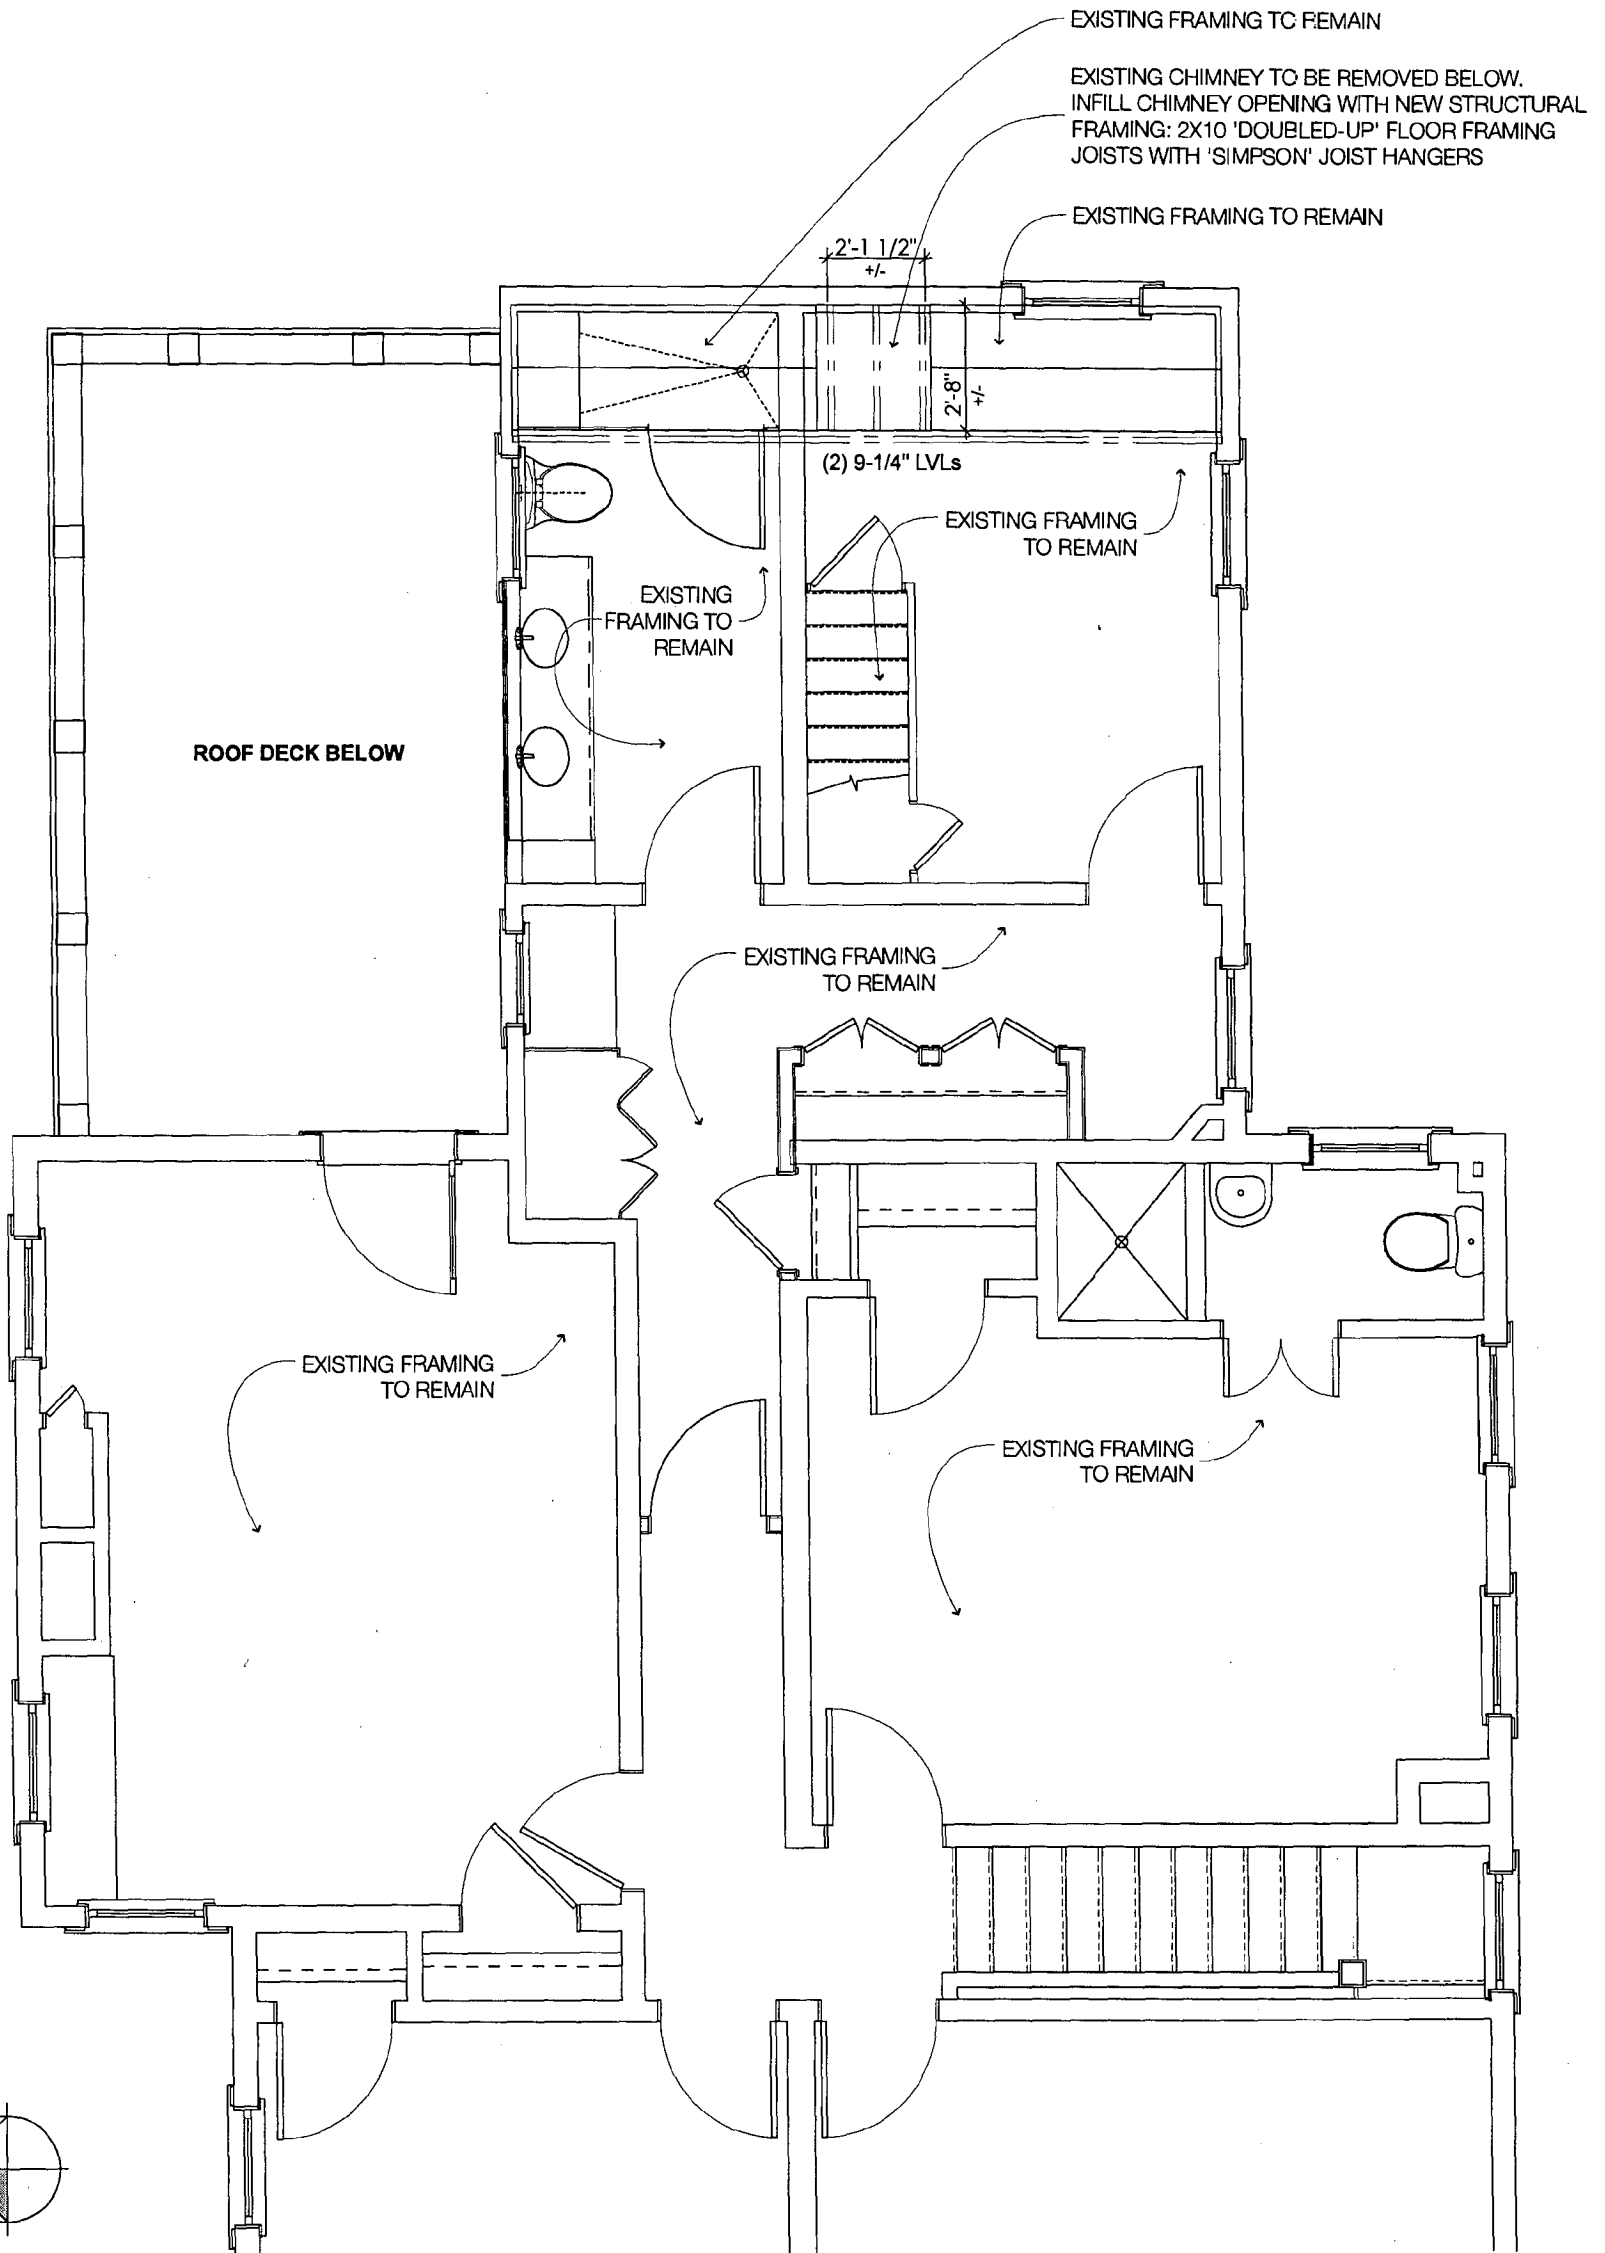 EXISTING FRAMING TO REMAIN
EXISTING CHIMNEY TO BE REMOVED BELOW.
INFILL CHIMNEY OPENING WITH NEW STRUCTURAL
FRAMING: 2X10 'DOUBLED-UP' FLOOR FRAMING
JOISTS WITH 'SIMPSON' JOIST HANGERS
EXISTING FRAMING TO REMAIN
2'-1 1/2"
+/-
2'-8"
+/-
(2) 9-1/4" LVLs
EXISTING FRAMING
TO REMAIN
EXISTING
FRAMING TO
REMAIN
ROOF DECK BELOW
EXISTING FRAMING
TO REMAIN
EXISTING FRAMING
TO REMAIN
EXISTING FRAMING
TO REMAIN